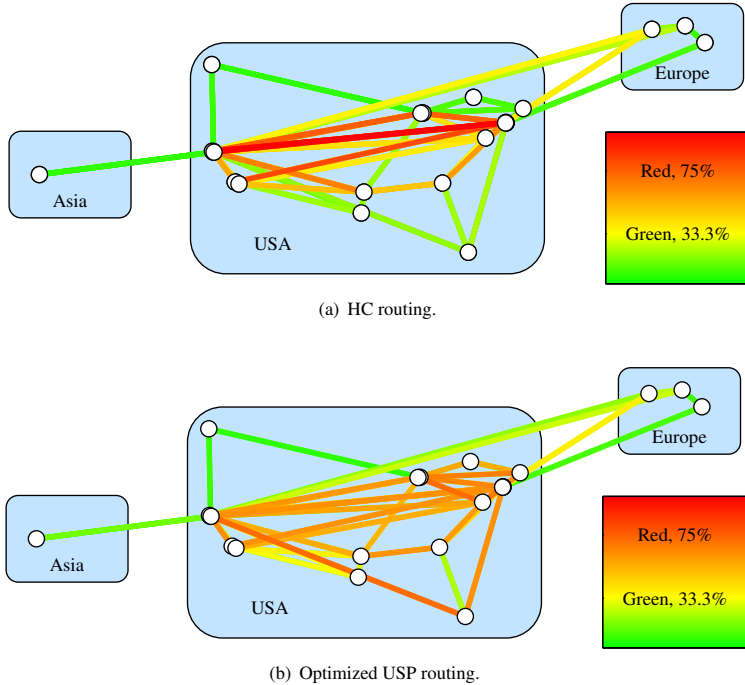 Europe
Asia
USA
Red, 75%
Green, 33.3%
(a) HC routing.
Europe
Asia
USA
Red, 75%
Green, 33.3%
(b) Optimized USP routing.